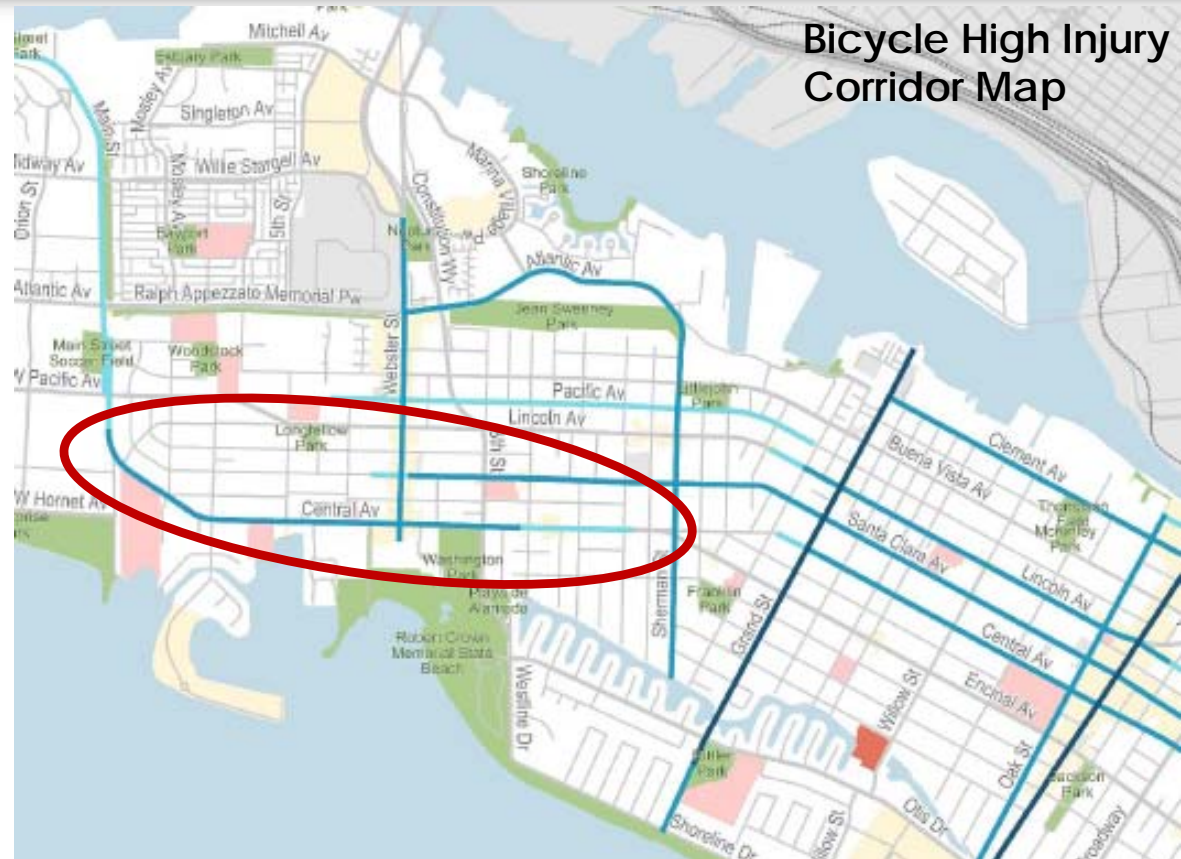 Bicycle High Injury
Corridor Map
Mitchell Av
Estuary Park
Mosley Av
Main St
Singleton Av
Willie Stargell Av
Mosley Av
5th St
Orion St
Bayport
Park
Constitution Wy
Marina Village Pw
Shoreline
Park
Atlantic Av
Atlantic Av
Ralph Appezzato Memorial Pw
Jean Sweeney
Park
Main Street
Soccer Field
Woodstock
Park
W Pacific Av
Webster St
Pacific Av
Littlejohn
Park
Lincoln Av
Longfellow
Park
W Hornet Av
Central Av
Washington
Park
Sherman St
Franklin
Park
Grand St
Robert Crown
Memorial State
Beach
Westline Dr
Clement Av
Buena Vista Av
McKinley
Park
Santa Clara Av
Lincoln Av
Central Av
Encinal Av
Willow St
Oak St
Jackson
Park
Rittler
Park
Otis Dr
Shoreline Dr